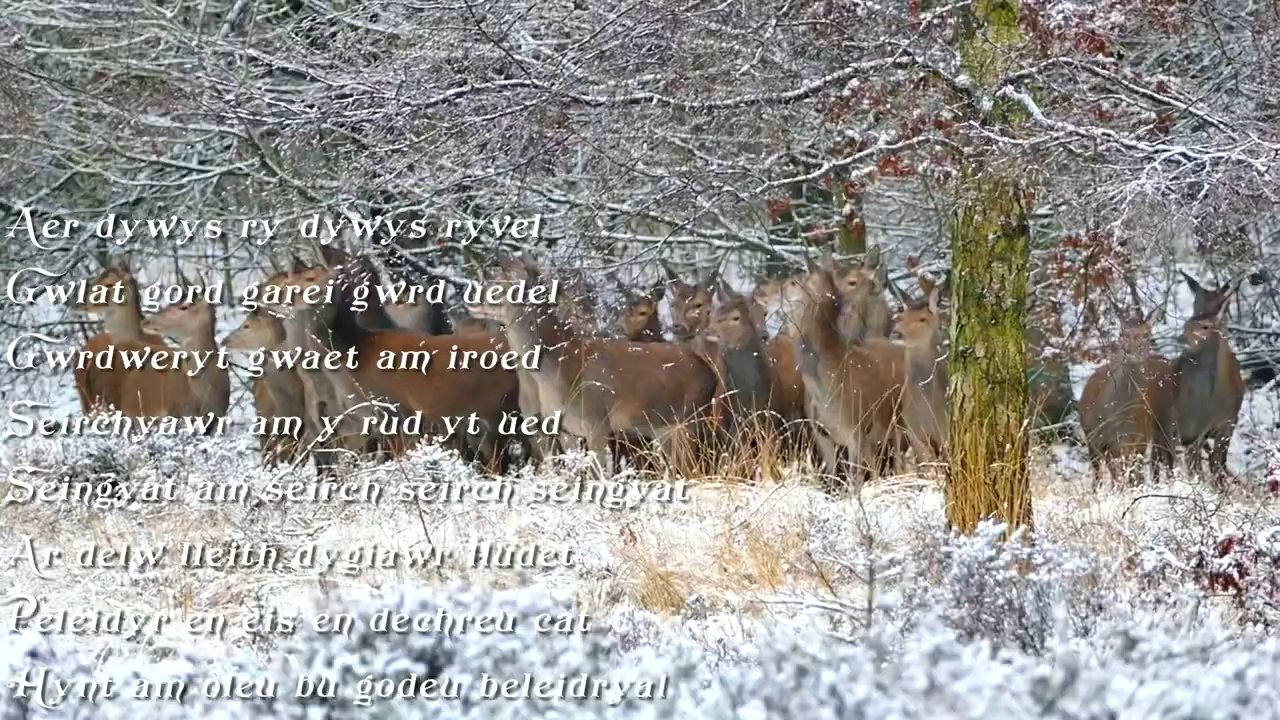 Aer dywys ry dywys ryvel
Gwlat gord garei gwrd uedel
Gwrdweryt gwaet am iroed
Seirchyawr am y rud yt ued
Seingyat am seirch seirch seingyat
Ar delw lleith dygiawr lludet
Peleidyr en eis en dechreu cat
Hynt am oleu bu godeu beleidryal